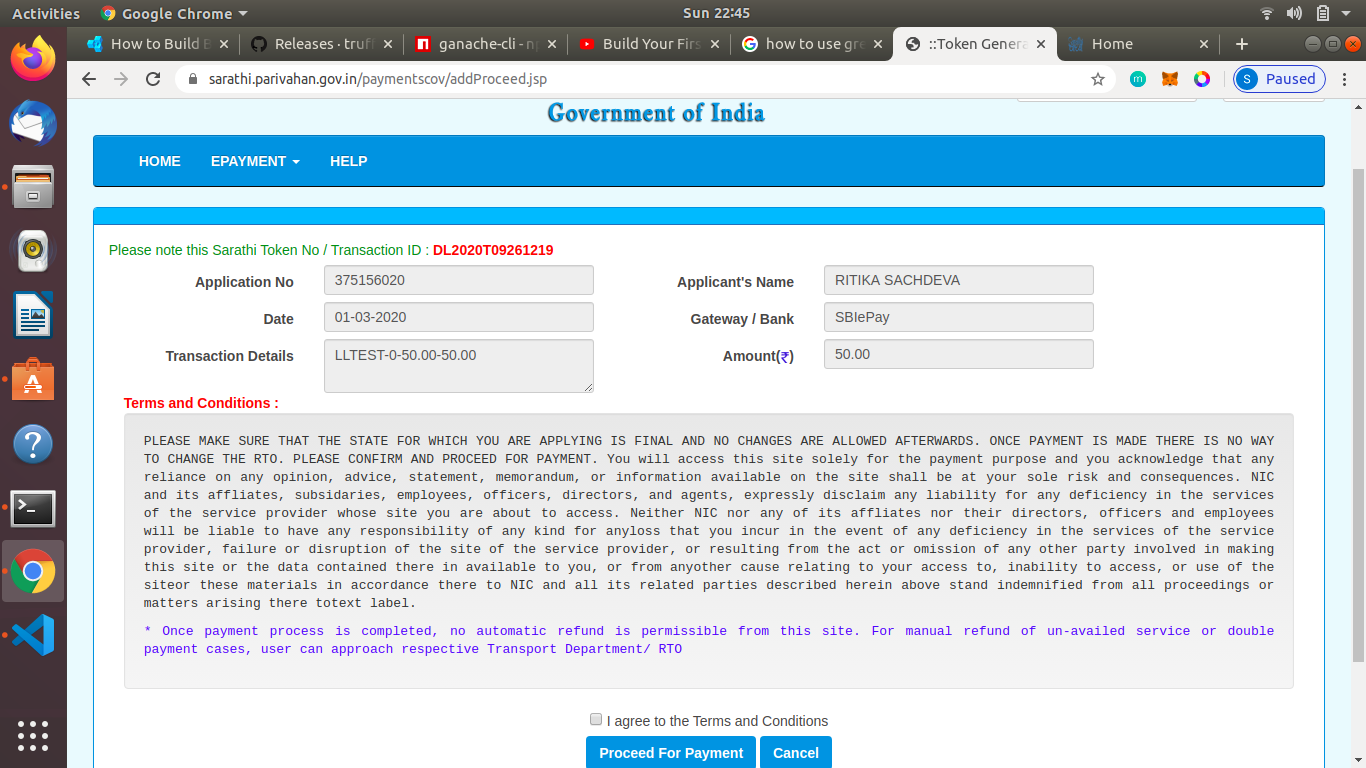 Activities
Google Chrome
Sun 22:45
How to Build B
Releases · truffl
ganache-cli - np
Build Your Firs
how to use gre
::Token Genera
Home
sarathi.parivahan.gov.in/paymentscov/addProceed.jsp
S Paused
Government of India
HOME EPAYMENT HELP
Please note this Sarathi Token No / Transaction ID : DL2020T09261219
Application No 375156020 Applicant's Name RITIKA SACHDEVA
Date 01-03-2020 Gateway / Bank SBIePay
Transaction Details LLTEST-0-50.00-50.00 Amount(₹) 50.00
Terms and Conditions :
PLEASE MAKE SURE THAT THE STATE FOR WHICH YOU ARE APPLYING IS FINAL AND NO CHANGES ARE ALLOWED AFTERWARDS. ONCE PAYMENT IS MADE THERE IS NO WAY
TO CHANGE THE RTO. PLEASE CONFIRM AND PROCEED FOR PAYMENT. You will access this site solely for the payment purpose and you acknowledge that any
reliance on any opinion, advice, statement, memorandum, or information available on the site shall be at your sole risk and consequences. NIC
and its affliates, subsidaries, employees, officers, directors, and agents, expressly disclaim any liability for any deficiency in the services
of the service provider whose site you are about to access. Neither NIC nor any of its affliates nor their directors, officers and employees
will be liable to have any responsibility of any kind for anyloss that you incur in the event of any deficiency in the services of the service
provider, failure or disruption of the site of the service provider, or resulting from the act or omission of any other party involved in making
this site or the data contained there in available to you, or from anyother cause relating to your access to, inability to access, or use of the
siteor these materials in accordance there to NIC and all its related parties described herein above stand indemnified from all proceedings or
matters arising there totext label.
* Once payment process is completed, no automatic refund is permissible from this site. For manual refund of un-availed service or double
payment cases, user can approach respective Transport Department/ RTO
I agree to the Terms and Conditions
Proceed For Payment Cancel